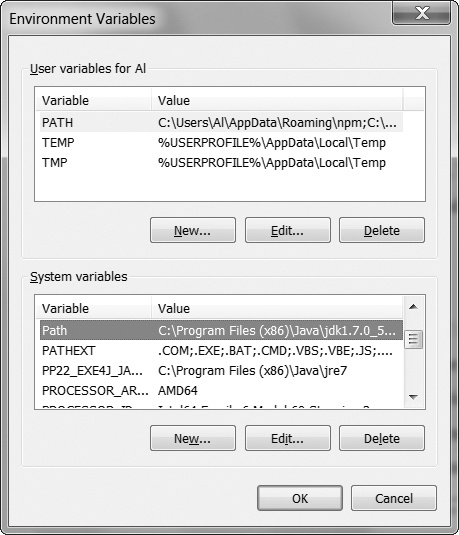 Environment Variables
User variables for Al
Variable Value
PATH C:\Users\Al\AppData\Roaming\npm;C:\...
TEMP %USERPROFILE%\AppData\Local\Temp
TMP %USERPROFILE%\AppData\Local\Temp
New... Edit... Delete
System variables
Variable Value
Path C:\Program Files (x86)\Java\jdk1.7.0_5...
PATHEXT .COM;.EXE;.BAT;.CMD;.VBS;.VBE;.JS;....
PP22_EXE4J_JA... C:\Program Files (x86)\Java\jre7
PROCESSOR_AR... AMD64
New... Edit... Delete
OK Cancel